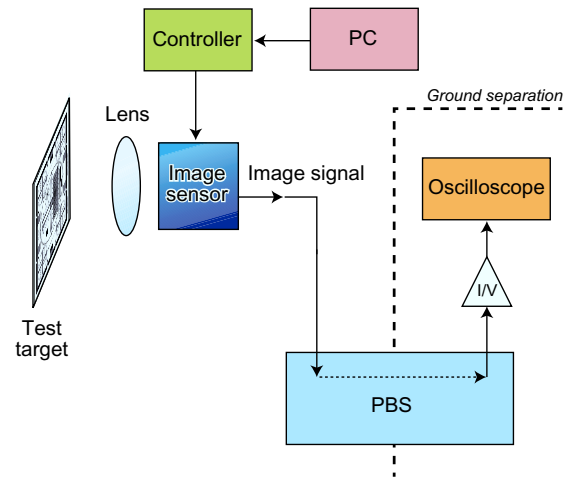 Controller
PC
Ground separation
Lens
Image
sensor
Image signal
Oscilloscope
I/V
Test
target
PBS